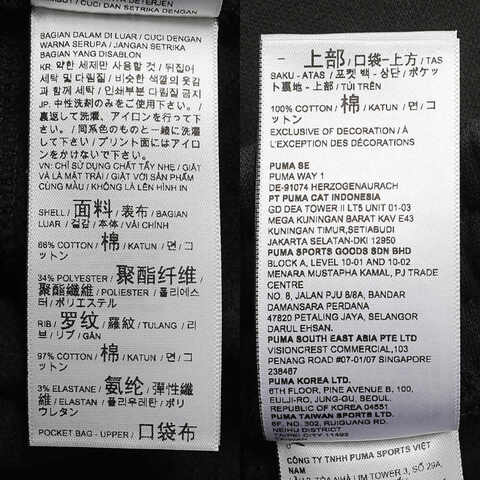 BAGIAN DALAM DI LUAR / CUCI DENGAN
WARNA SERUPA / JANGAN SETRIKA
BAGIAN YANG DISABLON
KR: 약한 세제만 사용할 것 / 뒤집어
세탁 및 다림질 / 비슷한 색깔의 옷감
과 함께 세탁 / 인쇄부분 다림질 금지
JP: 中性洗剤のみをご使用下さい。 /
裏返して洗濯、アイロンを行って下さ
い。 / 同系色のものと一緒に洗濯
して下さい / プリント面にはアイロ
ンをかけないで下さい。
VN: CHỈ SỬ DỤNG CHẤT TẨY NHẸ / GIẶT
VÀ LÀ MẶT TRÁI / GIẶT VỚI SẢN PHẨM
CÙNG MÀU / KHÔNG LÀ LÊN HÌNH IN
SHELL / 面料 / 表布 / BAGIAN
LUAR / 겉감 / 本体 / VẢI CHÍNH
66% COTTON / 棉 / KATUN / 면 / コ
ットン
34% POLYESTER / 聚酯纤维 /
聚酯纖維 / POLIESTER / 폴리에스
터 / ポリエステル
RIB / 罗纹 / 羅紋 / TULANG / 리
브 / リブ / GÂN
97% COTTON / 棉 / KATUN / 면 / コ
ットン
3% ELASTANE / 氨纶 / 彈性纖
維 / ELASTAN / 폴리우레탄 / ポリ
ウレタン
POCKET BAG - UPPER / 口袋布
- 上部 / 口袋 - 上方 / TAS
SAKU - ATAS / 포켓 백 - 상단 / ポケッ
ト裏地 - 上部 / TÚI TRÊN
100% COTTON / 棉 / KATUN / 면 / コ
ットン
EXCLUSIVE OF DECORATION / À
L'EXCEPTION DES DÉCORATIONS
PUMA SE
PUMA WAY 1
DE-91074 HERZOGENAURACH
PT PUMA CAT INDONESIA
GD DEA TOWER II LT5 UNIT 01-03
MEGA KUNINGAN BARAT KAV E43
KUNINGAN TIMUR,SETIABUDI
JAKARTA SELATAN-DKI 12950
PUMA SPORTS GOODS SDN BHD
BLOCK A, LEVEL 10-01 AND 10-02
MENARA MUSTAPHA KAMAL, PJ TRADE
CENTRE
NO. 8, JALAN PJU 8/8A, BANDAR
DAMANSARA PERDANA
47820 PETALING JAYA, SELANGOR
DARUL EHSAN.
PUMA SOUTH EAST ASIA PTE LTD
VISIONCREST COMMERCIAL,103
PENANG ROAD #07-01/07 SINGAPORE
238467
PUMA KOREA LTD.
6TH FLOOR, PINE AVENUE B, 100,
EULJI-RO, JUNG-GU, SEOUL,
REPUBLIC OF KOREA 04551
PUMA TAIWAN SPORTS LTD.
6F. NO. 302, RUIGUANG RD.
NEIHU DISTRICT
CÔNG TY TNHH PUMA SPORTS VIỆT
NAM